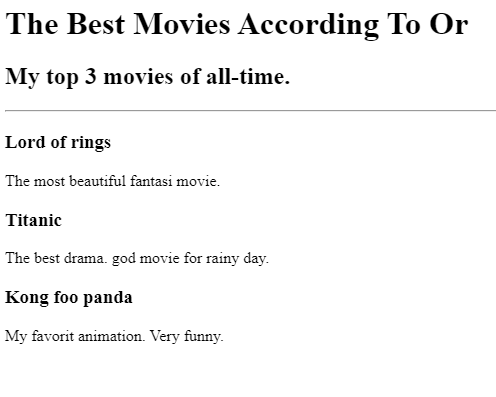 The Best Movies According To Or
My top 3 movies of all-time.
Lord of rings
The most beautiful fantasi movie.
Titanic
The best drama. god movie for rainy day.
Kong foo panda
My favorit animation. Very funny.